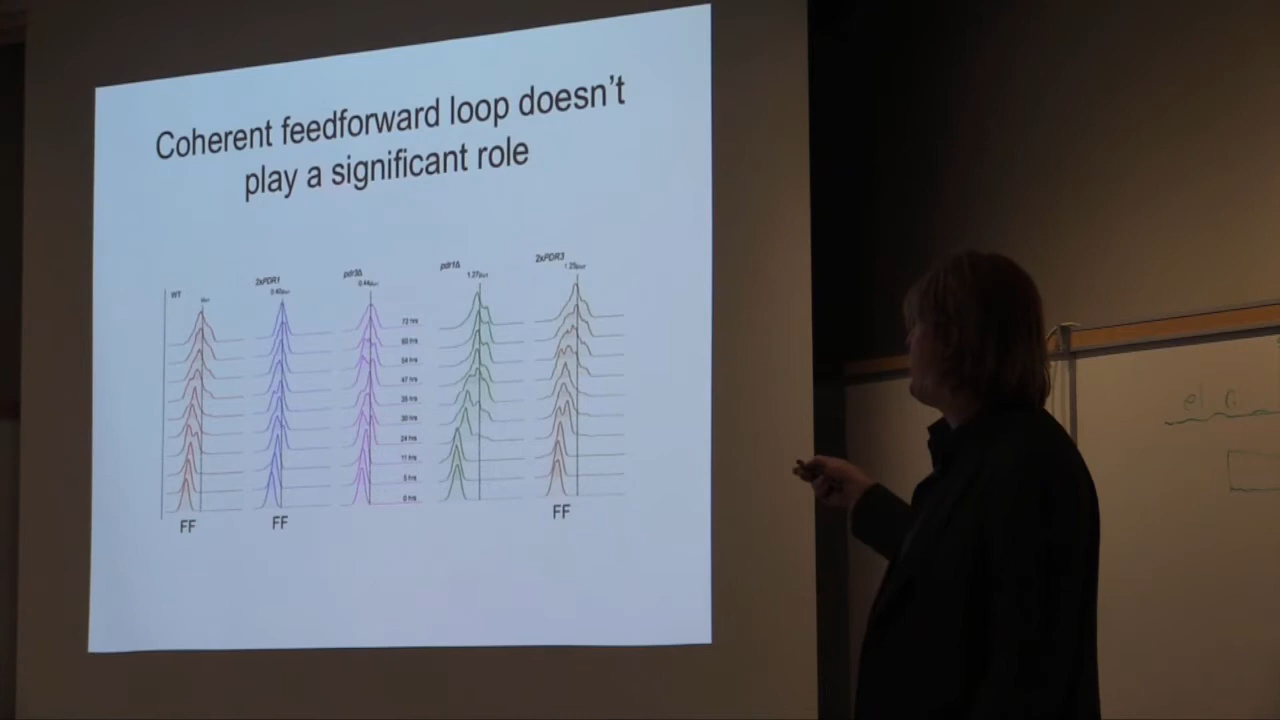 Coherent feedforward loop doesn't
play a significant role
WT
2xPDR1
pdr3Δ
pdr1Δ
2xPDR3
72 hrs
60 hrs
54 hrs
47 hrs
35 hrs
30 hrs
24 hrs
11 hrs
5 hrs
0 hrs
FF
FF
FF